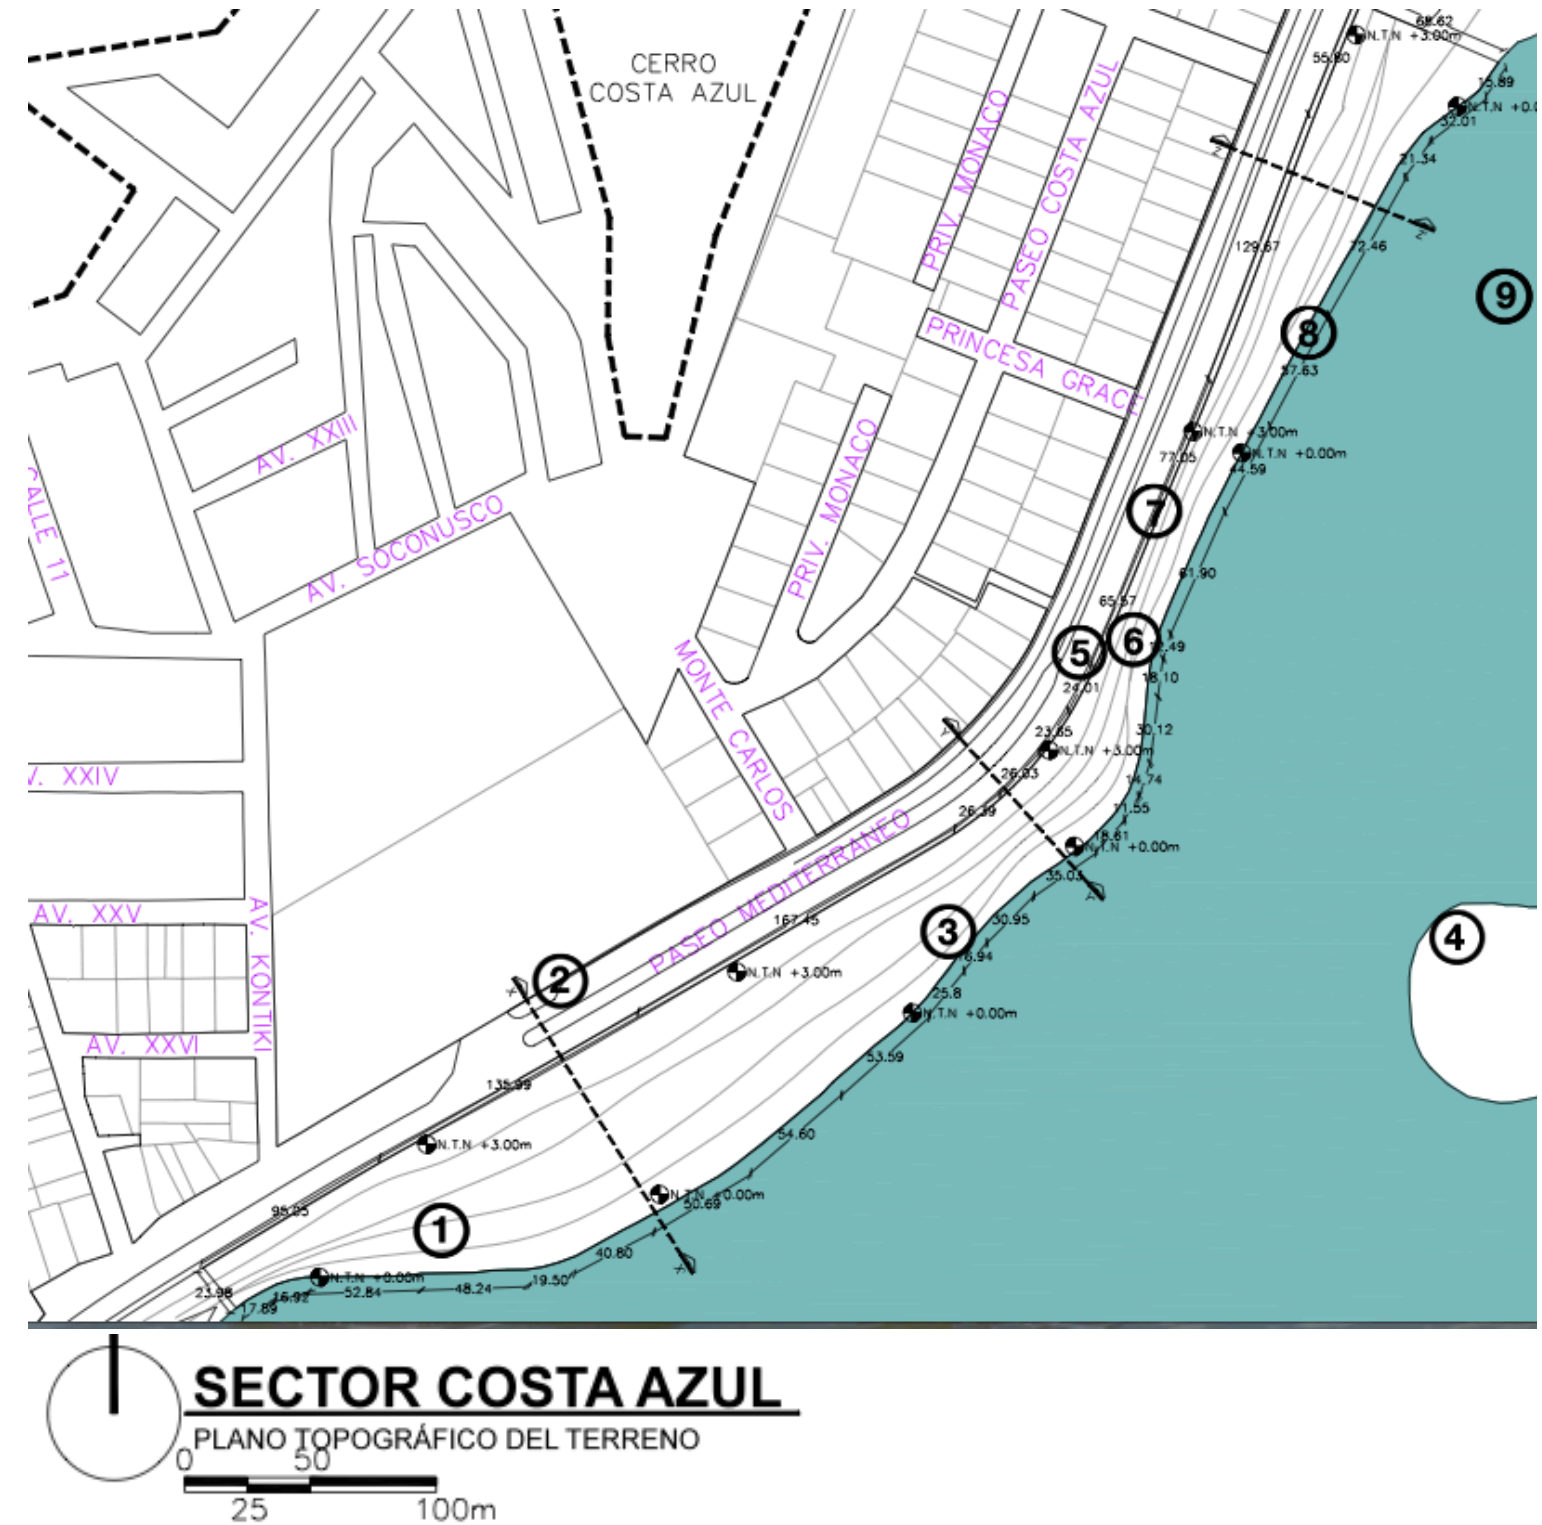 CERRO
COSTA AZUL
68.62
N.T.N +3.00m
55.80
15.89
32.01
21.34
PRIV. MONACO
PASEO COSTA AZUL
Z
Z
129.67
72.46
9
8
PRINCESA GRACE
57.63
N.T.N +3.00m
N.T.N +0.00m
77.05
44.59
AV. XXIII
PRIV. MONACO
CALLE 11
AV. SOCONUSCO
7
61.90
65.57
5
6
12.49
18.10
24.01
MONTE CARLOS
Y
23.65
30.12
N.T.N +3.00m
26.03
14.74
V. XXIV
26.39
11.55
PASEO MEDITERRANEO
18.61
N.T.N +0.00m
35.03
Y
AV. XXV
AV. KONTIKI
167.45
30.95
3
4
16.94
2
N.T.N +3.00m
X
25.8
N.T.N +0.00m
AV. XXVI
53.59
135.99
54.60
N.T.N +3.00m
N.T.N +0.00m
50.69
95.05
1
40.80
X
N.T.N +0.00m
19.50
23.98
16.92
52.84
48.24
17.89
SECTOR COSTA AZUL
PLANO TOPOGRÁFICO DEL TERRENO
0 50
25 100m